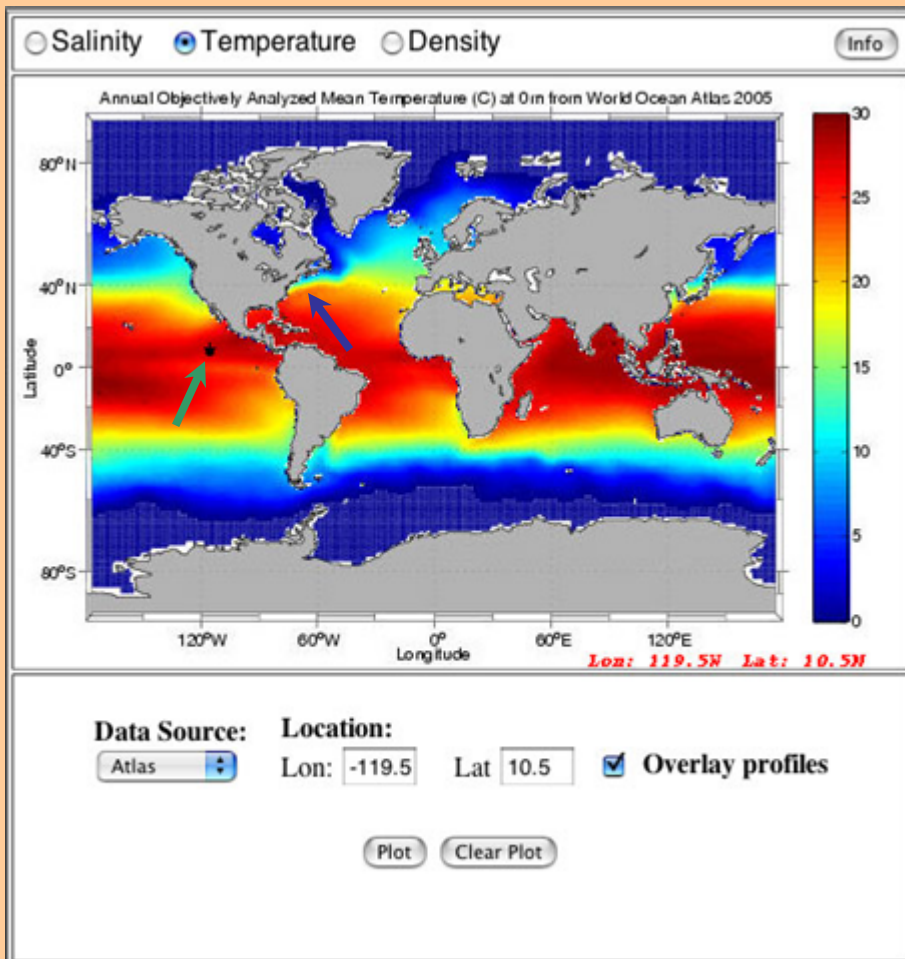 Salinity Temperature Density Info
Annual Objectively Analyzed Mean Temperature (C) at 0m from World Ocean Atlas 2005
80°N
40°N
0°
40°S
80°S
Latitude
120°W 60°W 0° 60°E 120°E
Longitude
30
25
20
15
10
5
0
Lon: 119.5W Lat: 10.5N
Data Source: Location:
Atlas Lon: -119.5 Lat 10.5 Overlay profiles
Plot Clear Plot